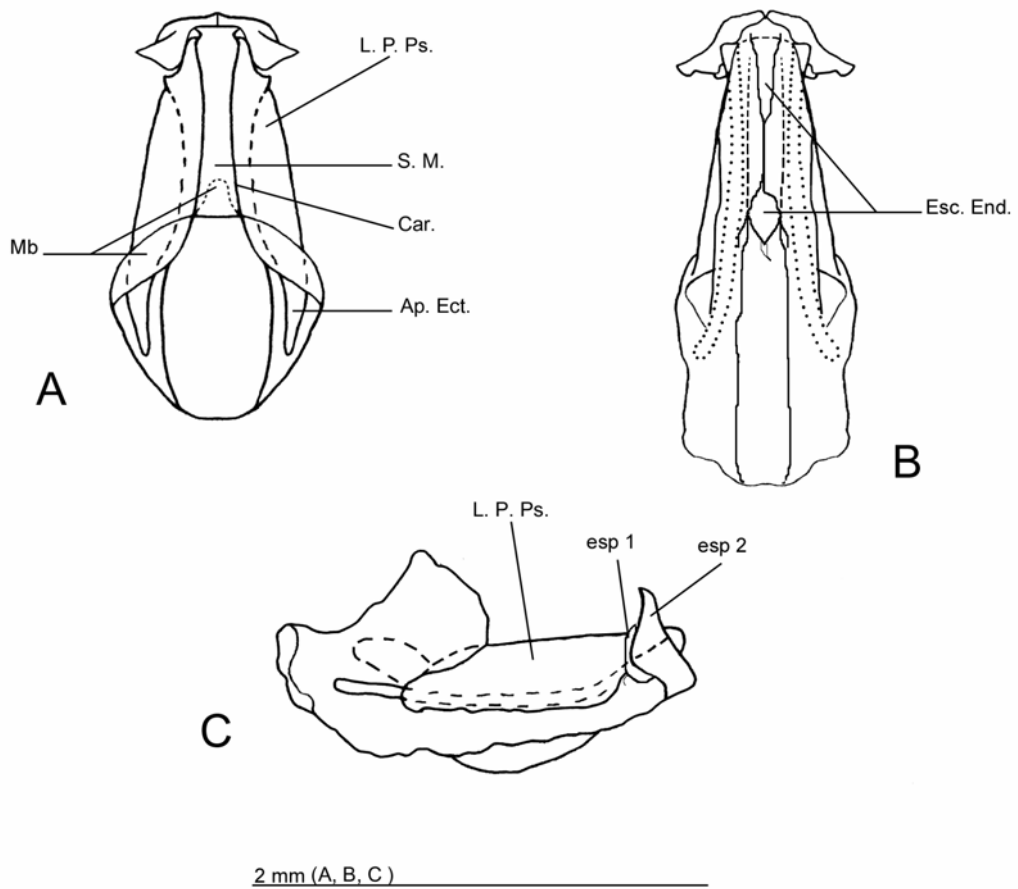 L. P. Ps.
S. M.
Car.
Mb
Ap. Ect.
A
Esc. End.
B
L. P. Ps.
esp 1
esp 2
C
2 mm (A, B, C )